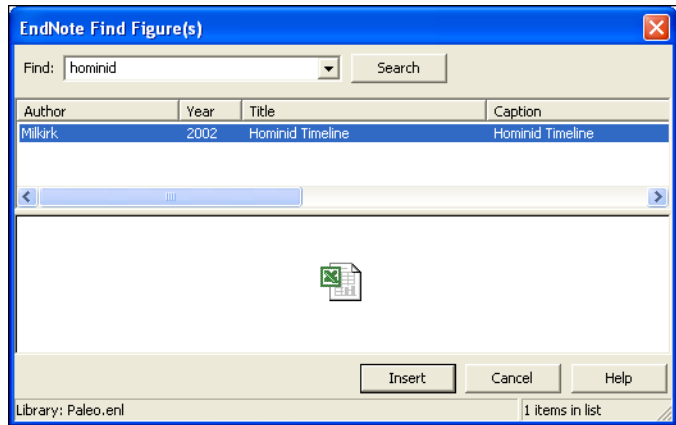 EndNote Find Figure(s)
Find: hominid Search
Author Year Title Caption
Milkirk 2002 Hominid Timeline Hominid Timeline
Insert Cancel Help
Library: Paleo.enl 1 items in list